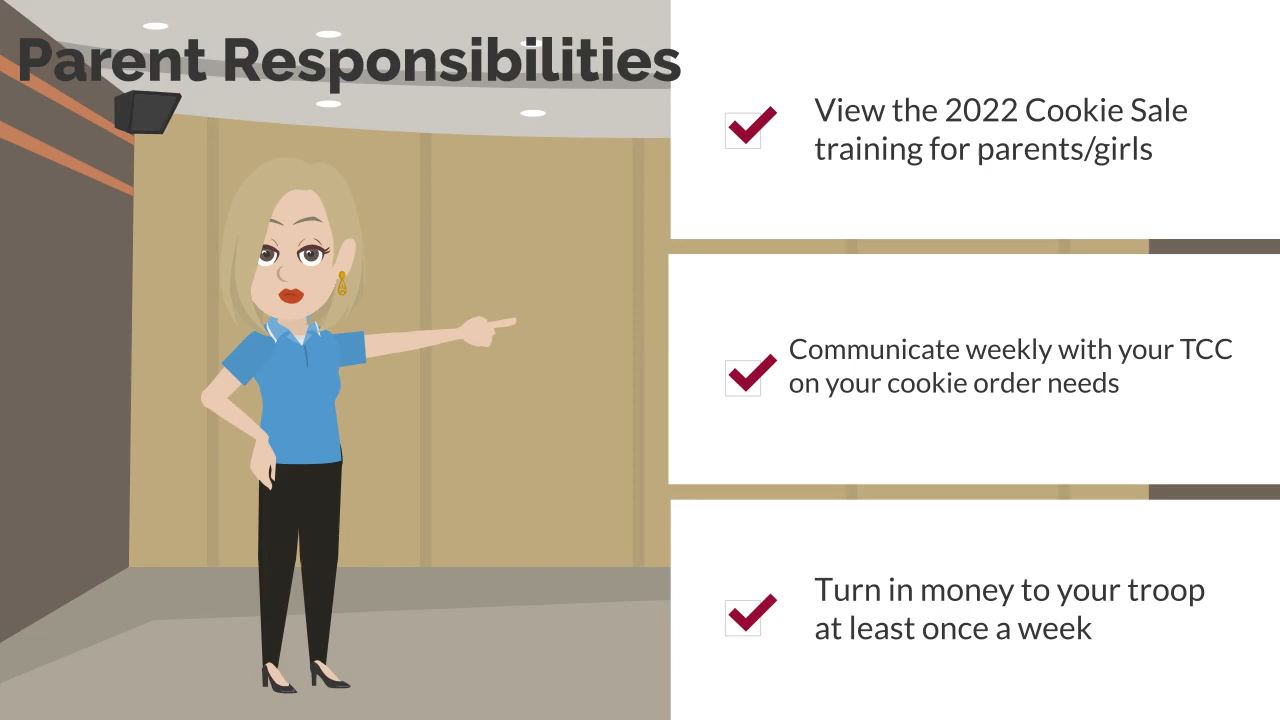 Parent Responsibilities
View the 2022 Cookie Sale
training for parents/girls
Communicate weekly with your TCC
on your cookie order needs
Turn in money to your troop
at least once a week